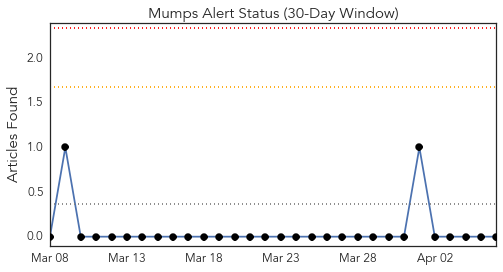 Mumps Alert Status (30-Day Window)
Articles Found
2.0
1.5
1.0
0.5
0.0
Mar 08 Mar 13 Mar 18 Mar 23 Mar 28 Apr 02